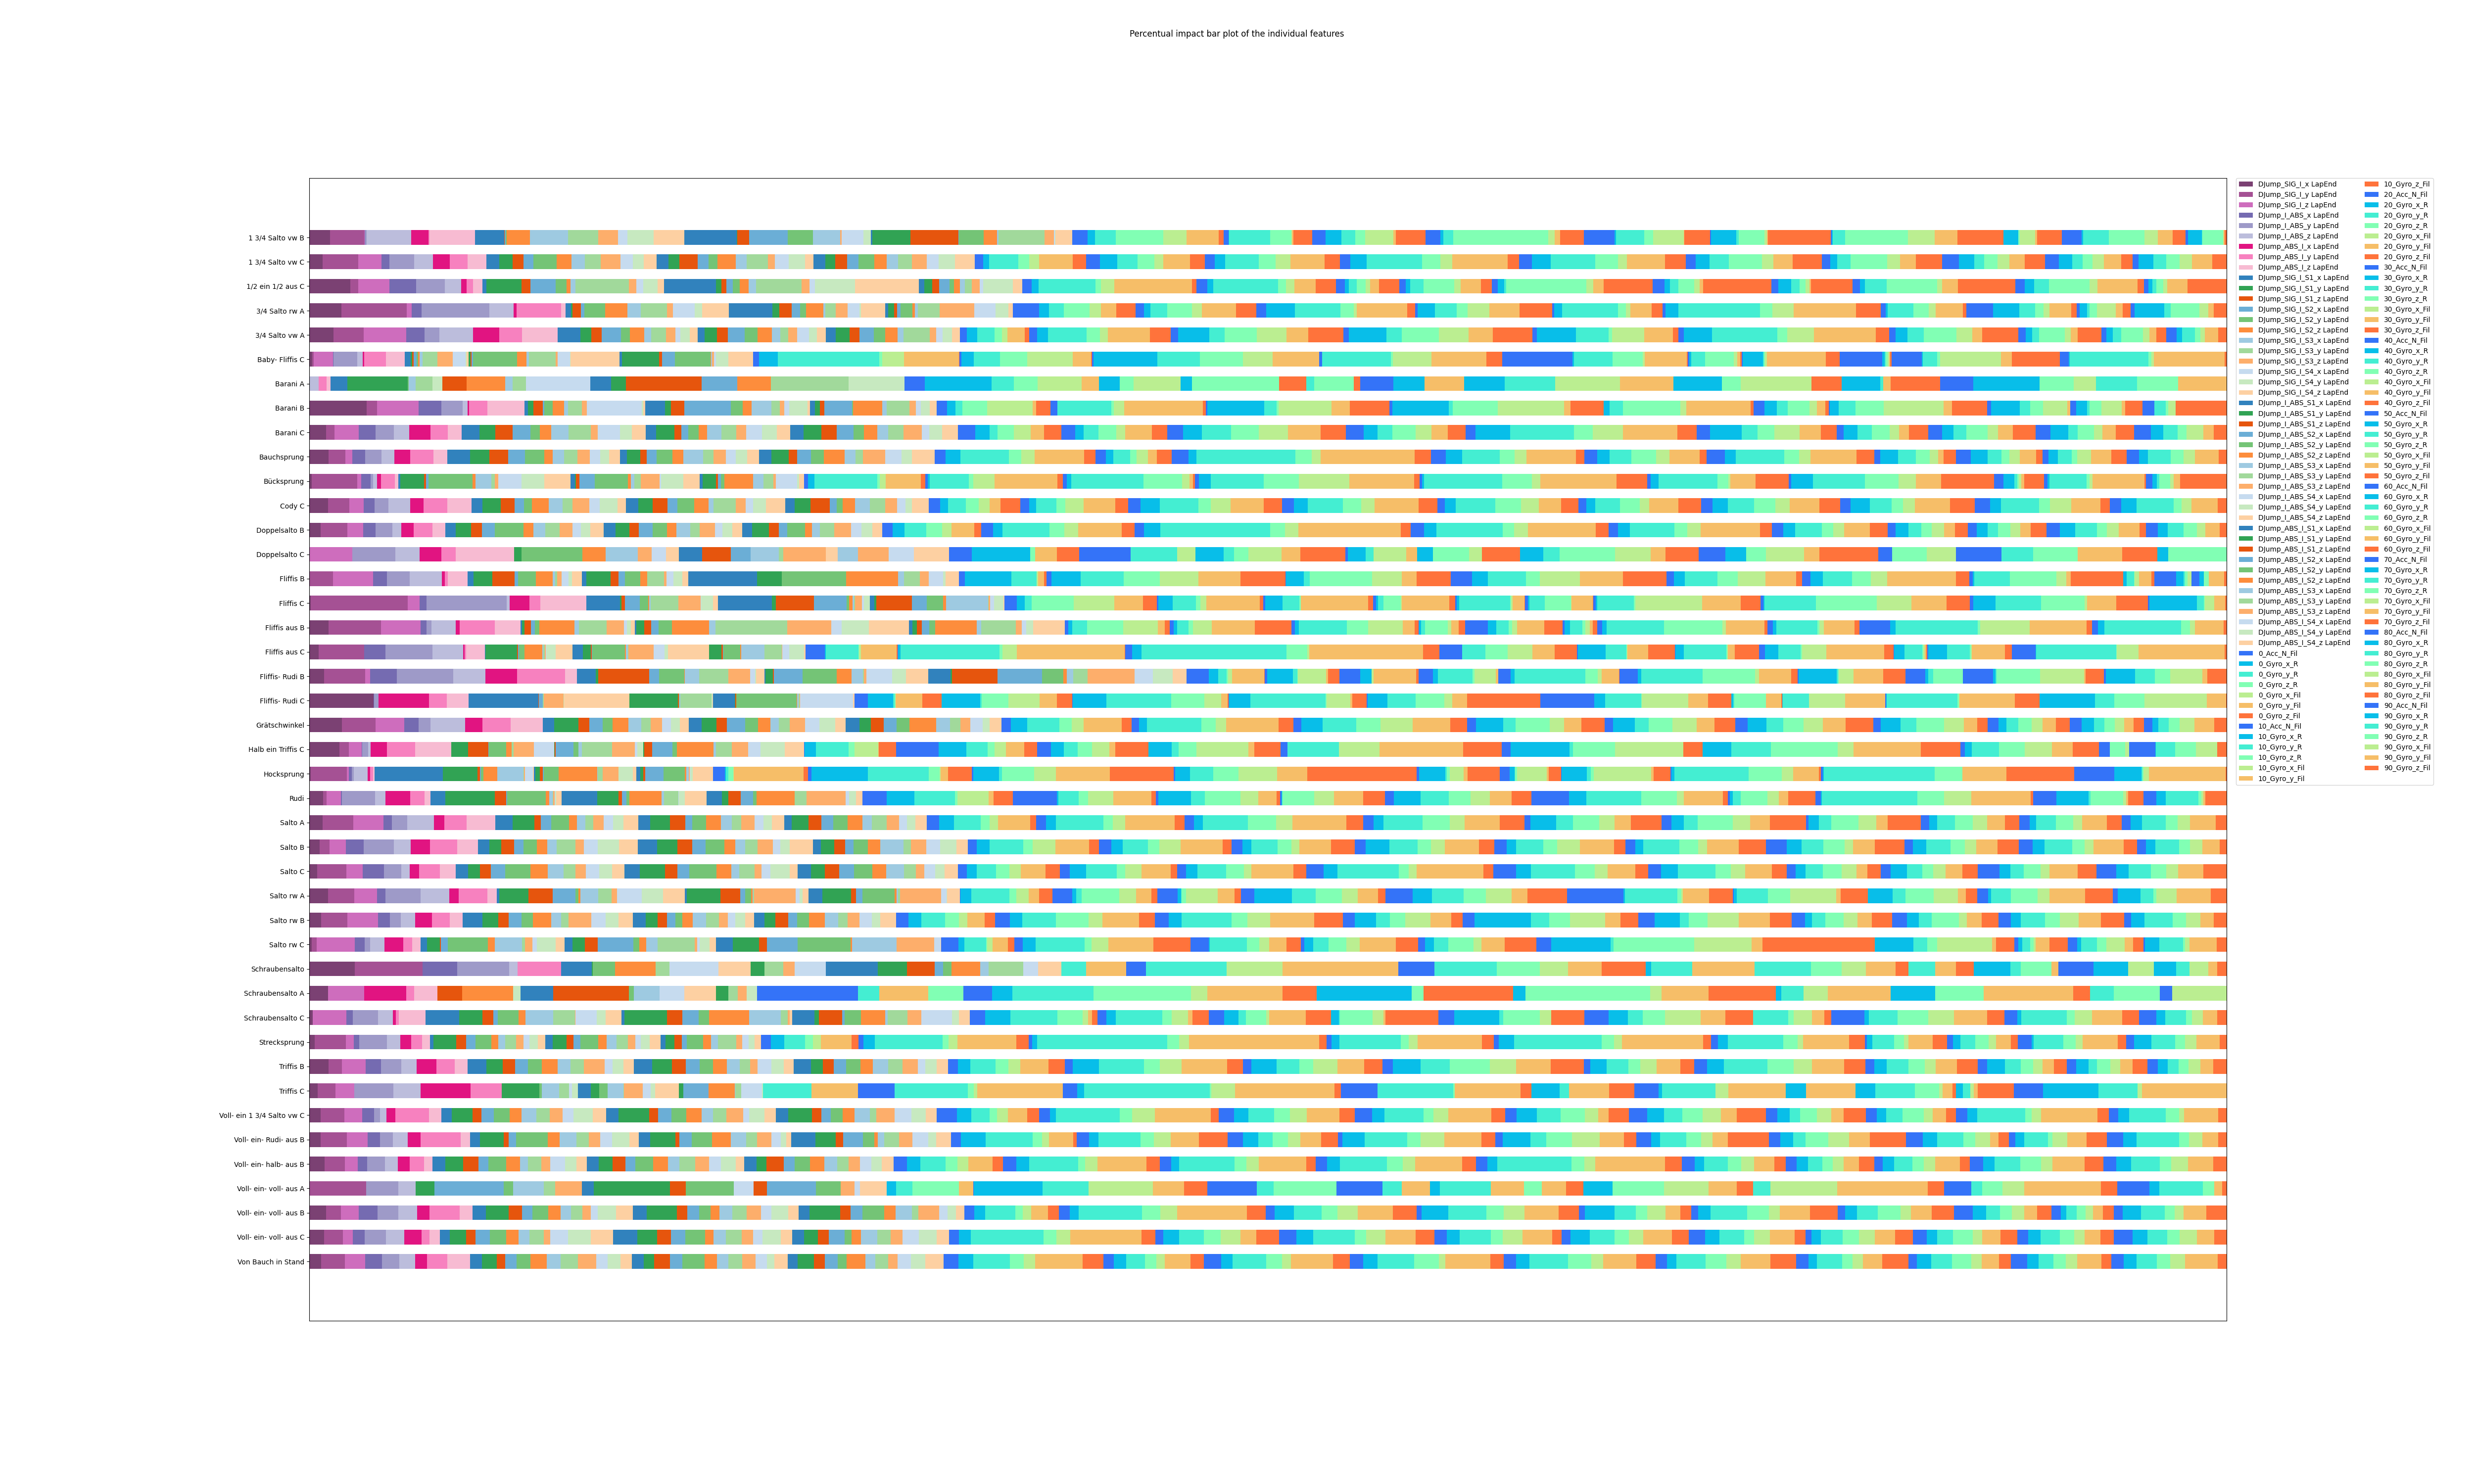 Percentual impact bar plot of the individual features
1 3/4 Salto vw B
1 3/4 Salto vw C
1/2 ein 1/2 aus C
3/4 Salto rw A
3/4 Salto vw A
Baby- Fliffis C
Barani A
Barani B
Barani C
Bauchsprung
Bücksprung
Cody C
Doppelsalto B
Doppelsalto C
Fliffis B
Fliffis C
Fliffis aus B
Fliffis aus C
Fliffis- Rudi B
Fliffis- Rudi C
Grätschwinkel
Halb ein Triffis C
Hocksprung
Rudi
Salto A
Salto B
Salto C
Salto rw A
Salto rw B
Salto rw C
Schraubensalto
Schraubensalto A
Schraubensalto C
Strecksprung
Triffis B
Triffis C
Voll- ein 1 3/4 Salto vw C
Voll- ein- Rudi- aus B
Voll- ein- halb- aus B
Voll- ein- voll- aus A
Voll- ein- voll- aus B
Voll- ein- voll- aus C
Von Bauch in Stand
DJump_SIG_I_x LapEnd
DJump_SIG_I_y LapEnd
DJump_SIG_I_z LapEnd
DJump_I_ABS_x LapEnd
DJump_I_ABS_y LapEnd
DJump_I_ABS_z LapEnd
DJump_ABS_I_x LapEnd
DJump_ABS_I_y LapEnd
DJump_ABS_I_z LapEnd
DJump_SIG_I_S1_x LapEnd
DJump_SIG_I_S1_y LapEnd
DJump_SIG_I_S1_z LapEnd
DJump_SIG_I_S2_x LapEnd
DJump_SIG_I_S2_y LapEnd
DJump_SIG_I_S2_z LapEnd
DJump_SIG_I_S3_x LapEnd
DJump_SIG_I_S3_y LapEnd
DJump_SIG_I_S3_z LapEnd
DJump_SIG_I_S4_x LapEnd
DJump_SIG_I_S4_y LapEnd
DJump_SIG_I_S4_z LapEnd
DJump_I_ABS_S1_x LapEnd
DJump_I_ABS_S1_y LapEnd
DJump_I_ABS_S1_z LapEnd
DJump_I_ABS_S2_x LapEnd
DJump_I_ABS_S2_y LapEnd
DJump_I_ABS_S2_z LapEnd
DJump_I_ABS_S3_x LapEnd
DJump_I_ABS_S3_y LapEnd
DJump_I_ABS_S3_z LapEnd
DJump_I_ABS_S4_x LapEnd
DJump_I_ABS_S4_y LapEnd
DJump_I_ABS_S4_z LapEnd
DJump_ABS_I_S1_x LapEnd
DJump_ABS_I_S1_y LapEnd
DJump_ABS_I_S1_z LapEnd
DJump_ABS_I_S2_x LapEnd
DJump_ABS_I_S2_y LapEnd
DJump_ABS_I_S2_z LapEnd
DJump_ABS_I_S3_x LapEnd
DJump_ABS_I_S3_y LapEnd
DJump_ABS_I_S3_z LapEnd
DJump_ABS_I_S4_x LapEnd
DJump_ABS_I_S4_y LapEnd
DJump_ABS_I_S4_z LapEnd
0_Acc_N_Fil
0_Gyro_x_R
0_Gyro_y_R
0_Gyro_z_R
0_Gyro_x_Fil
0_Gyro_y_Fil
0_Gyro_z_Fil
10_Acc_N_Fil
10_Gyro_x_R
10_Gyro_y_R
10_Gyro_z_R
10_Gyro_x_Fil
10_Gyro_y_Fil
10_Gyro_z_Fil
20_Acc_N_Fil
20_Gyro_x_R
20_Gyro_y_R
20_Gyro_z_R
20_Gyro_x_Fil
20_Gyro_y_Fil
20_Gyro_z_Fil
30_Acc_N_Fil
30_Gyro_x_R
30_Gyro_y_R
30_Gyro_z_R
30_Gyro_x_Fil
30_Gyro_y_Fil
30_Gyro_z_Fil
40_Acc_N_Fil
40_Gyro_x_R
40_Gyro_y_R
40_Gyro_z_R
40_Gyro_x_Fil
40_Gyro_y_Fil
40_Gyro_z_Fil
50_Acc_N_Fil
50_Gyro_x_R
50_Gyro_y_R
50_Gyro_z_R
50_Gyro_x_Fil
50_Gyro_y_Fil
50_Gyro_z_Fil
60_Acc_N_Fil
60_Gyro_x_R
60_Gyro_y_R
60_Gyro_z_R
60_Gyro_x_Fil
60_Gyro_y_Fil
60_Gyro_z_Fil
70_Acc_N_Fil
70_Gyro_x_R
70_Gyro_y_R
70_Gyro_z_R
70_Gyro_x_Fil
70_Gyro_y_Fil
70_Gyro_z_Fil
80_Acc_N_Fil
80_Gyro_x_R
80_Gyro_y_R
80_Gyro_z_R
80_Gyro_x_Fil
80_Gyro_y_Fil
80_Gyro_z_Fil
90_Acc_N_Fil
90_Gyro_x_R
90_Gyro_y_R
90_Gyro_z_R
90_Gyro_x_Fil
90_Gyro_y_Fil
90_Gyro_z_Fil